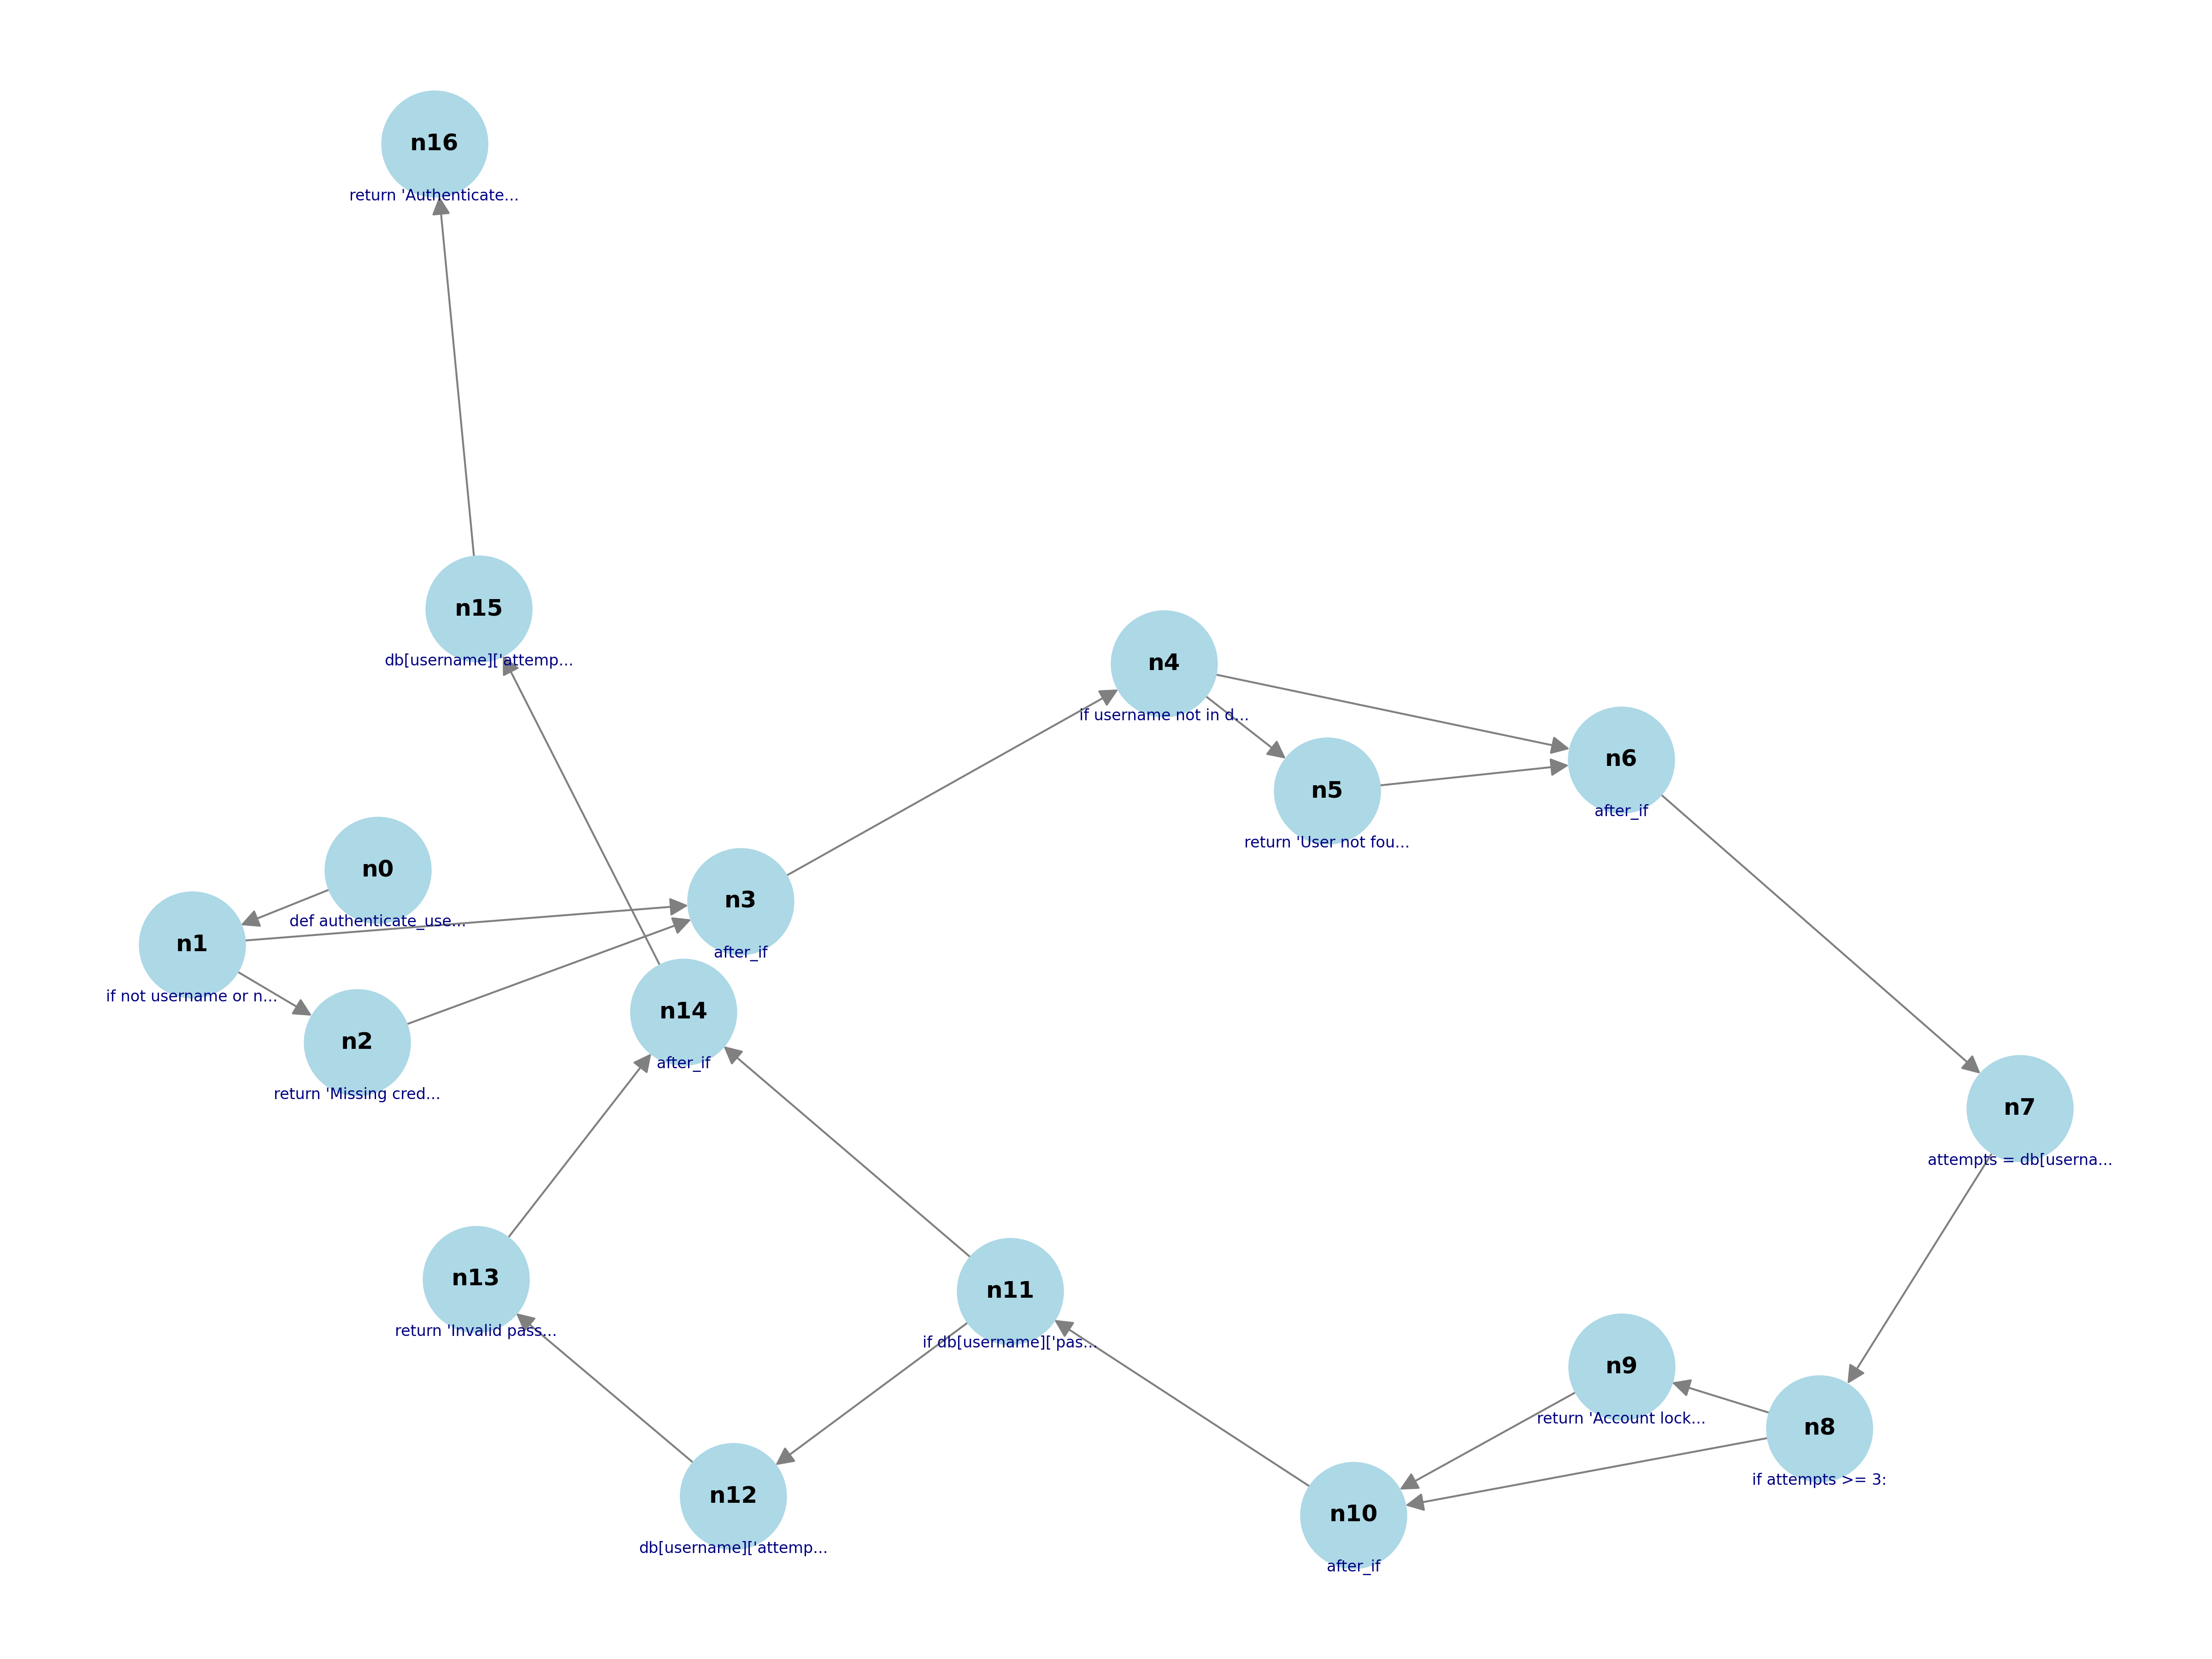 n16
return 'Authenticate...
n15
db[username]['attemp...
n4
if username not in d...
n6
after_if
n5
return 'User not fou...
n0
def authenticate_use...
n3
after_if
n1
if not username or n...
n14
after_if
n2
return 'Missing cred...
n7
attempts = db[userna...
n13
return 'Invalid pass...
n11
if db[username]['pas...
n9
return 'Account lock...
n8
if attempts >= 3:
n12
db[username]['attemp...
n10
after_if